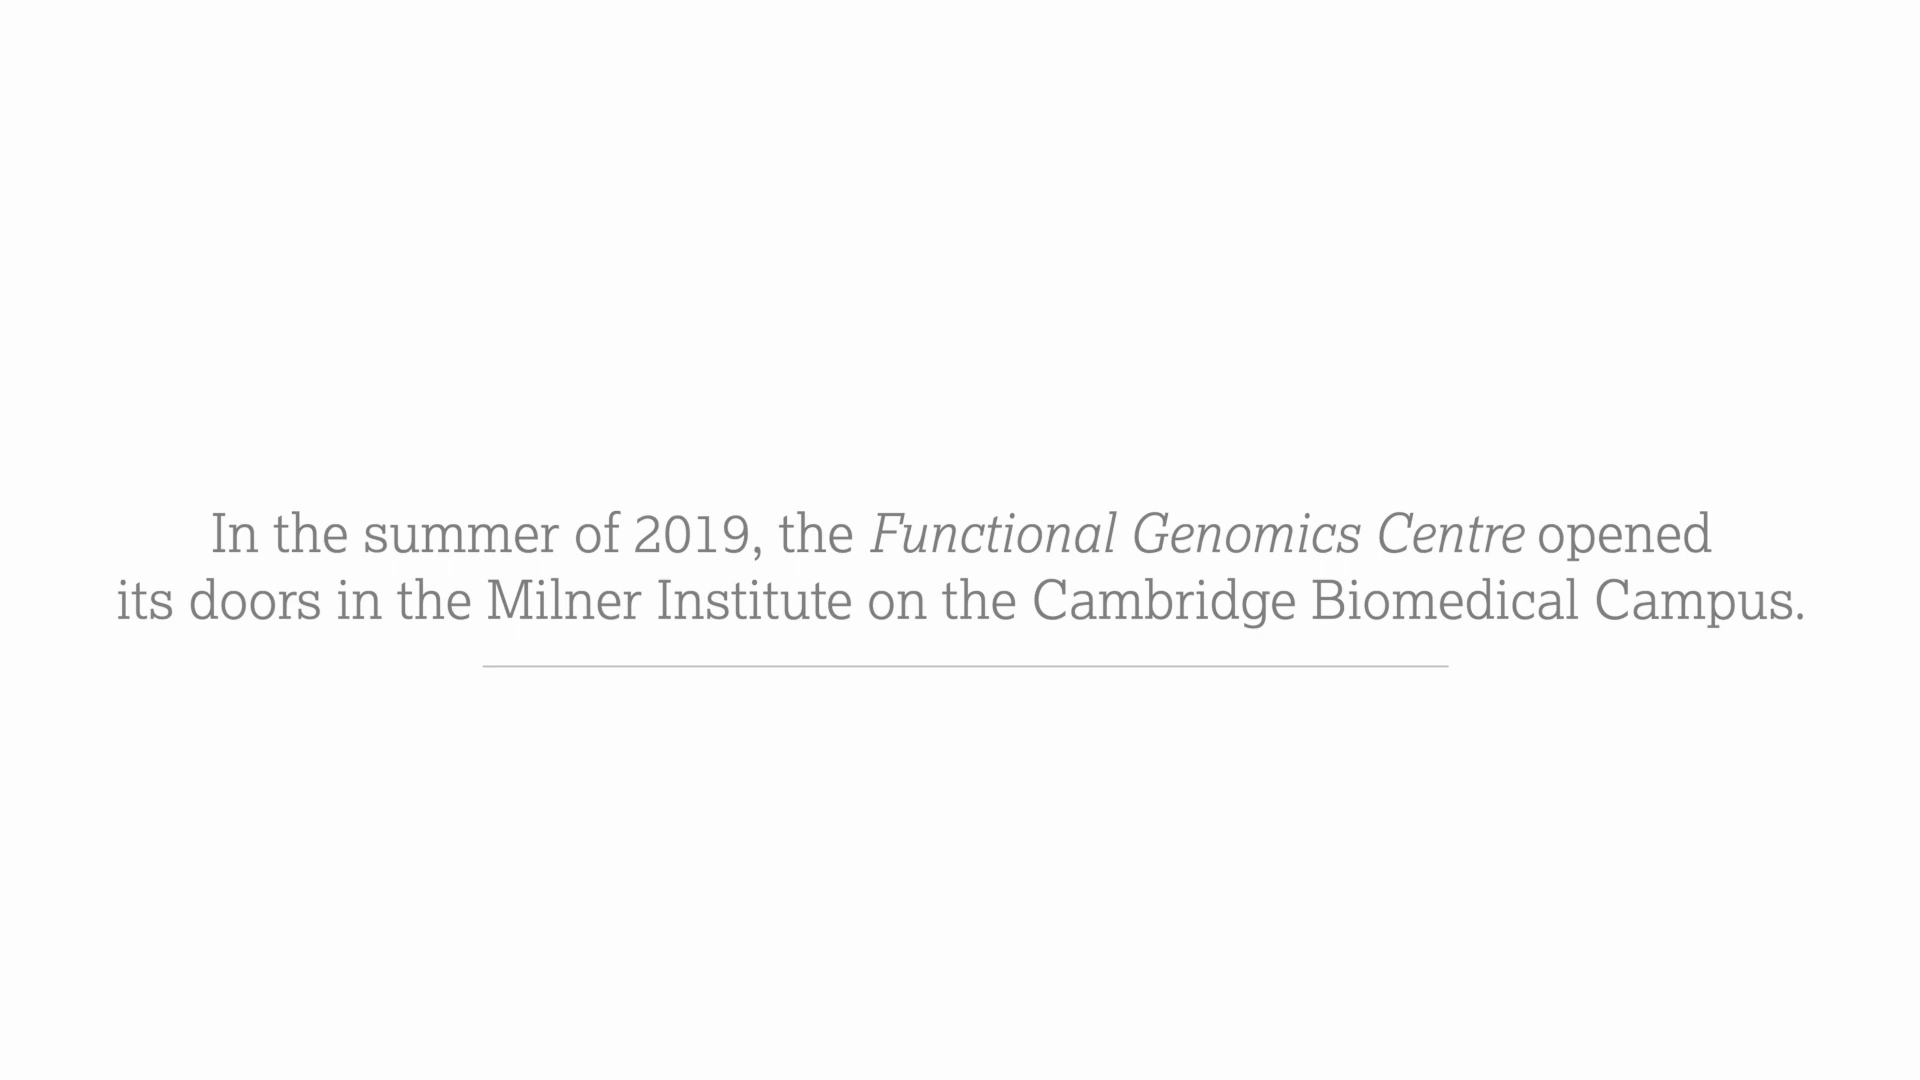 In the summer of 2019, the Functional Genomics Centre opened
its doors in the Milner Institute on the Cambridge Biomedical Campus.